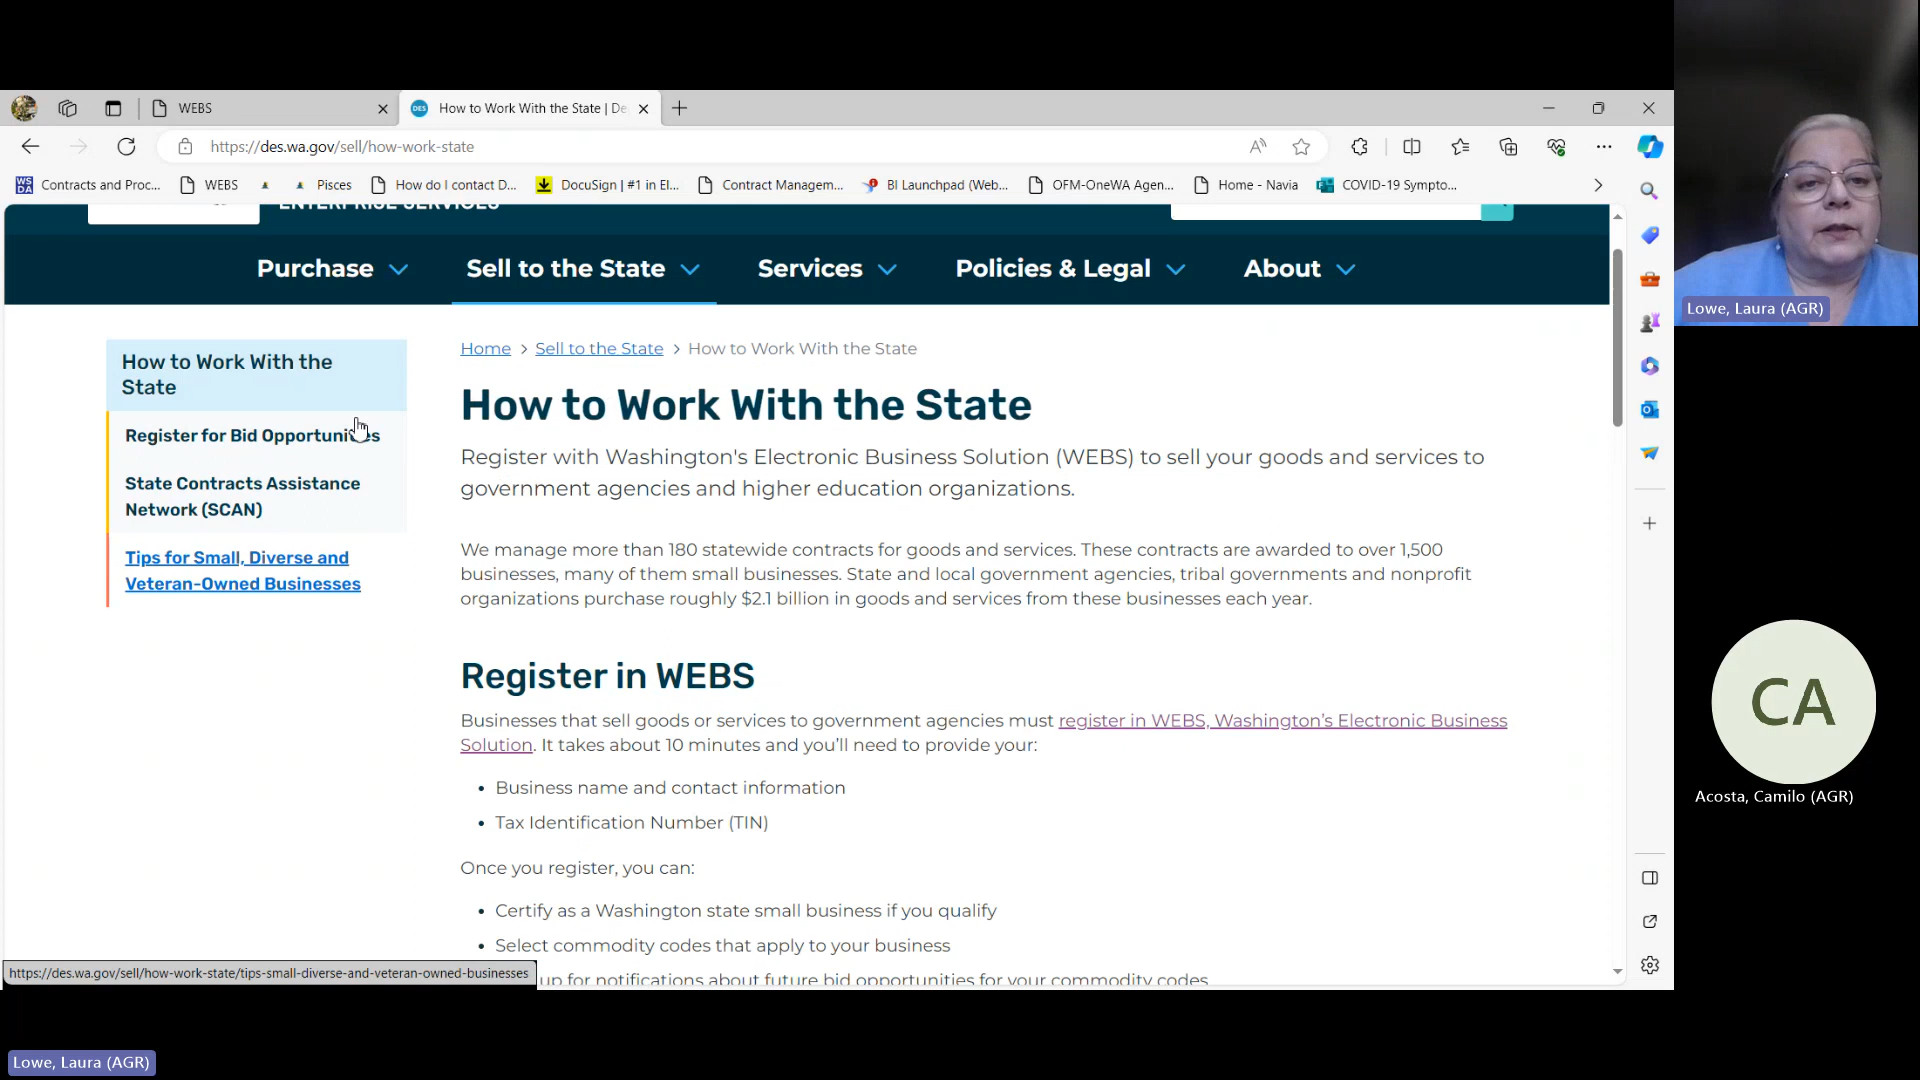 WEBS
How to Work With the State | De
https://des.wa.gov/sell/how-work-state
Contracts and Proc...
WEBS
Pisces
How do I contact D...
DocuSign | #1 in El...
Contract Managem...
BI Launchpad (Web...
OFM-OneWA Agen...
Home - Navia
COVID-19 Sympto...
ENTERPRISE SERVICES
Purchase
Sell to the State
Services
Policies & Legal
About
How to Work With the
State
Register for Bid Opportunities
State Contracts Assistance
Network (SCAN)
Tips for Small, Diverse and
Veteran-Owned Businesses
Home > Sell to the State > How to Work With the State
How to Work With the State
Register with Washington's Electronic Business Solution (WEBS) to sell your goods and services to
government agencies and higher education organizations.
We manage more than 180 statewide contracts for goods and services. These contracts are awarded to over 1,500
businesses, many of them small businesses. State and local government agencies, tribal governments and nonprofit
organizations purchase roughly $2.1 billion in goods and services from these businesses each year.
Register in WEBS
Businesses that sell goods or services to government agencies must register in WEBS, Washington's Electronic Business
Solution. It takes about 10 minutes and you'll need to provide your:
• Business name and contact information
• Tax Identification Number (TIN)
Once you register, you can:
• Certify as a Washington state small business if you qualify
• Select commodity codes that apply to your business
up for notifications about future bid opportunities for your commodity codes
https://des.wa.gov/sell/how-work-state/tips-small-diverse-and-veteran-owned-businesses
Lowe, Laura (AGR)
CA
Acosta, Camilo (AGR)
Lowe, Laura (AGR)